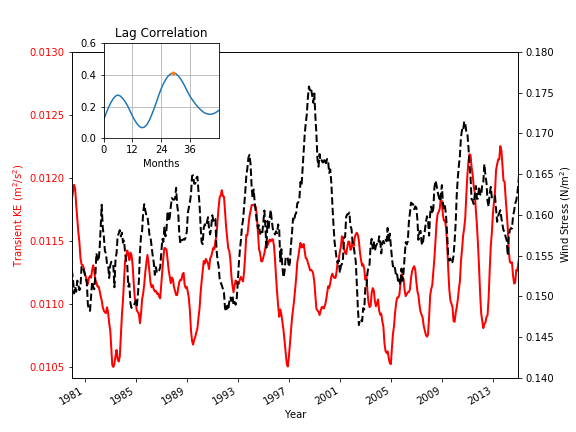 Lag Correlation
0.6
0.4
0.2
0.0
0 12 24 36
Months
0.0130
0.0125
0.0120
0.0115
0.0110
0.0105
Transient KE (m²/s²)
0.180
0.175
0.170
0.165
0.160
0.155
0.150
0.145
0.140
Wind Stress (N/m²)
1981 1985 1989 1993 1997 2001 2005 2009 2013
Year